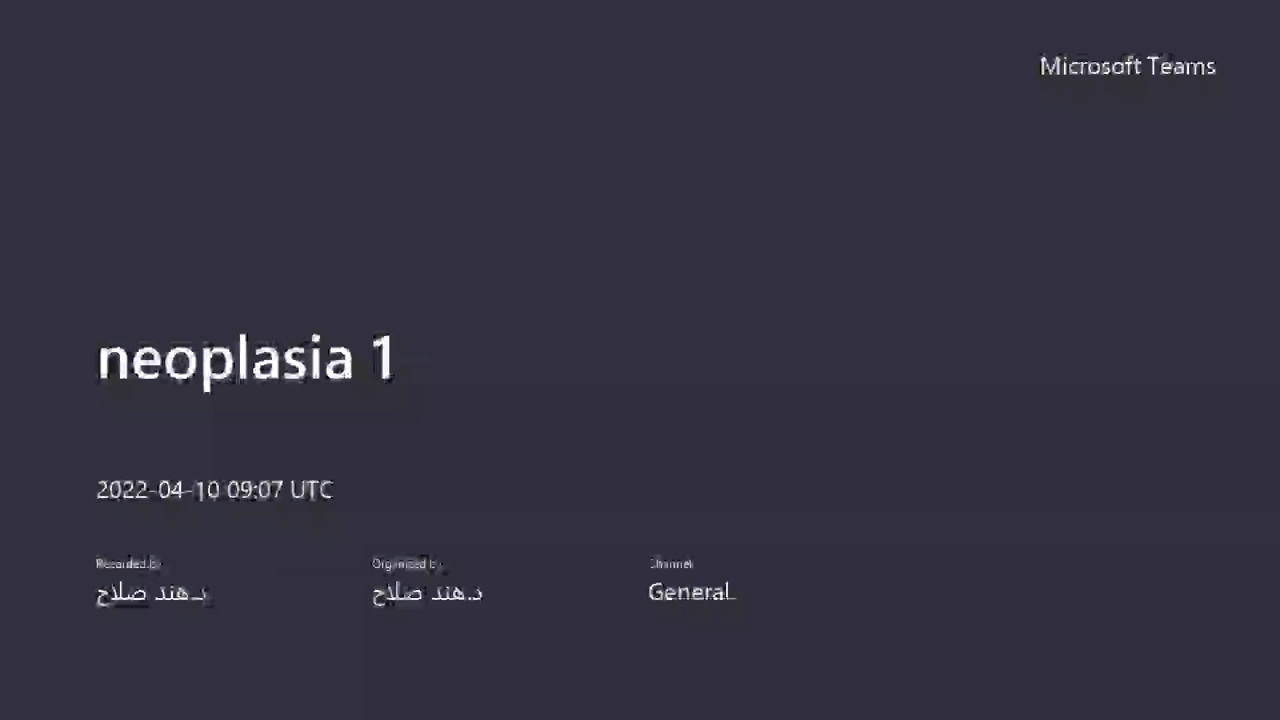 Microsoft Teams
neoplasia 1
2022-04-10 09:07 UTC
Recorded by
د.هند صلاح
Organized by
د.هند صلاح
Channel
General